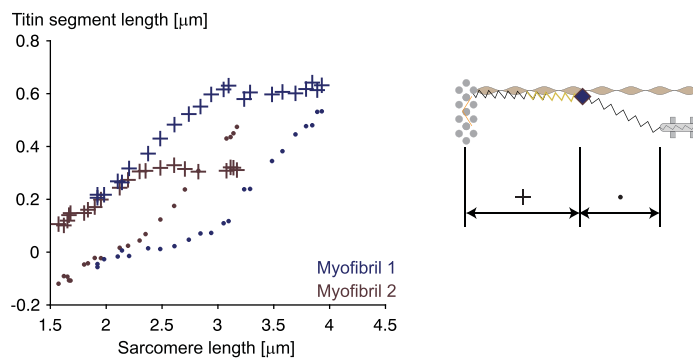 Titin segment length [μm]
0.8
0.6
0.4
0.2
0
-0.2
1.5 2 2.5 3 3.5 4 4.5
Sarcomere length [μm]
Myofibril 1
Myofibril 2